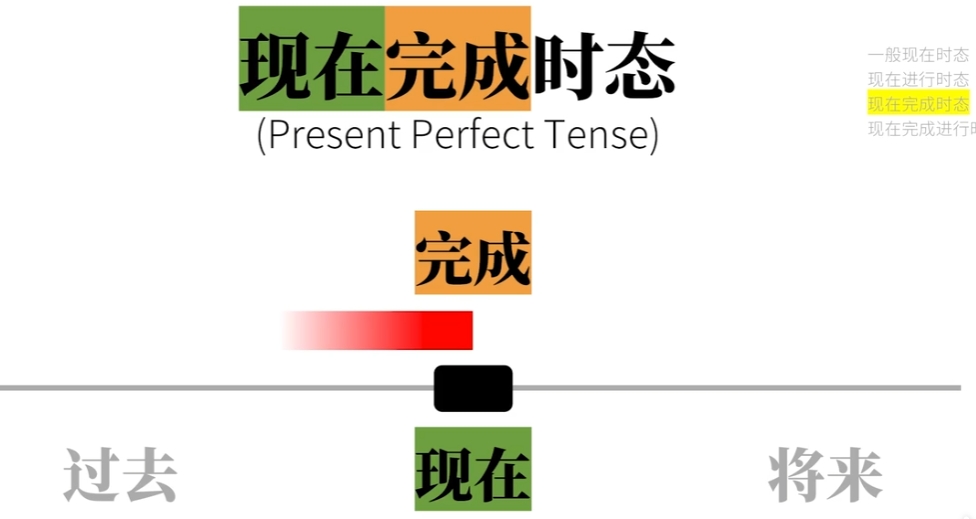 现在完成时态
(Present Perfect Tense)
一般现在时态
现在进行时态
现在完成时态
现在完成进行时
完成
过去
现在
将来